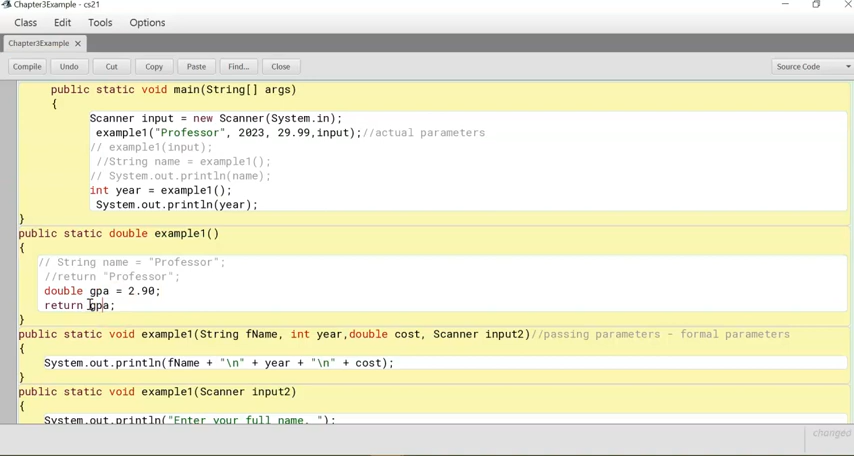 Chapter3Example - cs21
Class Edit Tools Options
Chapter3Example ×
Compile Undo Cut Copy Paste Find... Close Source Code
public static void main(String[] args)
{
Scanner input = new Scanner(System.in);
example1("Professor", 2023, 29.99,input);//actual parameters
// example1(input);
//String name = example1();
// System.out.println(name);
int year = example1();
System.out.println(year);
}
public static double example1()
{
// String name = "Professor";
//return "Professor";
double gpa = 2.90;
return gpa;
}
public static void example1(String fName, int year,double cost, Scanner input2)//passing parameters - formal parameters
{
System.out.println(fName + "\n" + year + "\n" + cost);
}
public static void example1(Scanner input2)
{
System.out.println("Enter your full name. ");
changed